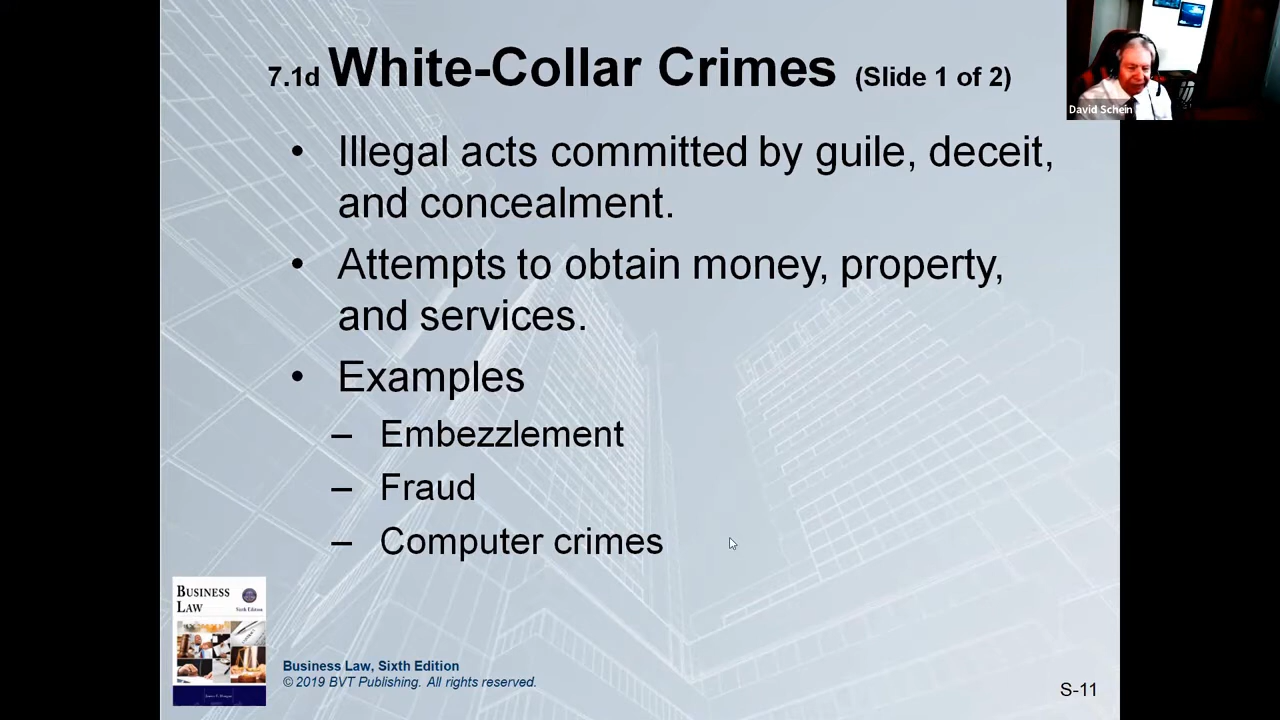 7.1d White-Collar Crimes (Slide 1 of 2)
David Schein
• Illegal acts committed by guile, deceit,
and concealment.
• Attempts to obtain money, property,
and services.
• Examples
– Embezzlement
– Fraud
– Computer crimes
BUSINESS
LAW
Sixth Edition
Business Law, Sixth Edition
© 2019 BVT Publishing. All rights reserved.
S-11